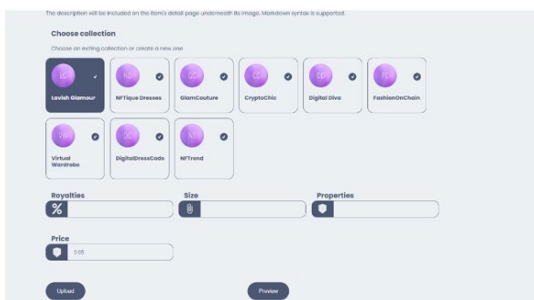 The description will be included on the item's detail page underneath its image. Markdown syntax is supported.
Choose collection
Choose an exiting collection or create a new one
Lavish Glamour
NFTique Dresses
GlamCouture
CryptoChic
Digital Diva
FashionOnChain
Virtual Wardrobe
DigitalDressCode
NFTrend
Royalties
Size
Properties
%
Price
0.05
Upload
Preview